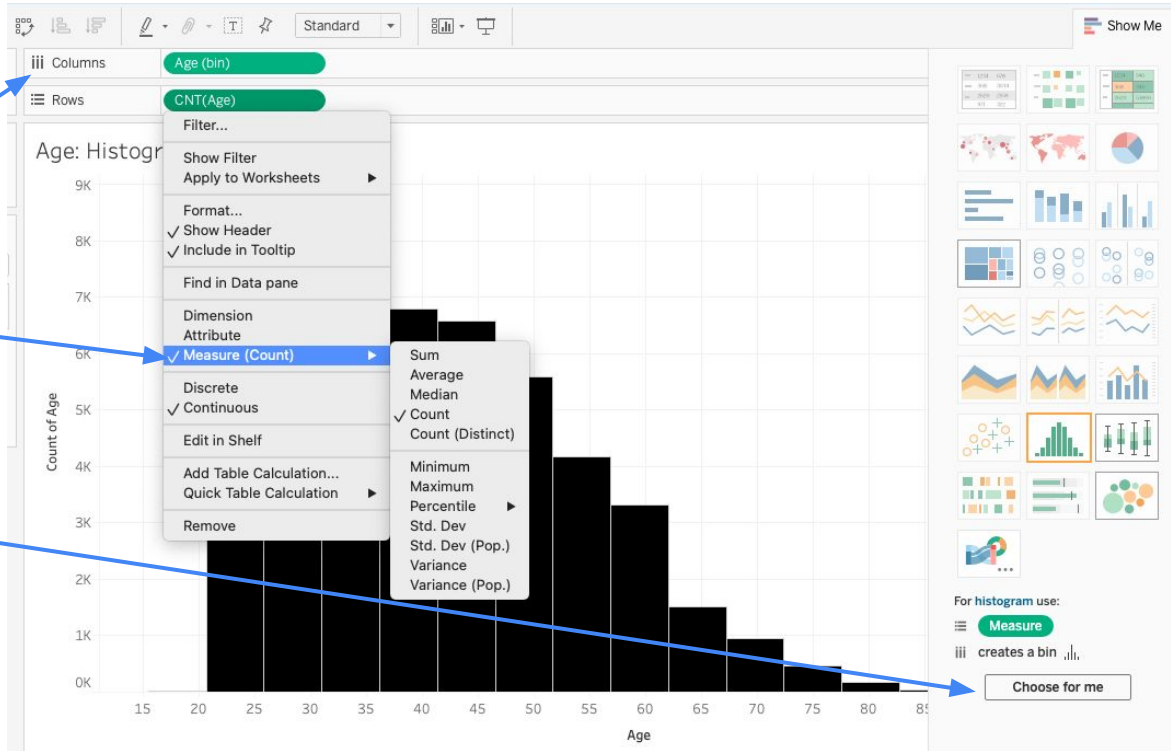 Standard
Show Me
Columns
Age (bin)
Rows
CNT(Age)
Age: Histogr
Filter...
Show Filter
Apply to Worksheets
Format...
Show Header
Include in Tooltip
Find in Data pane
Dimension
Attribute
Measure (Count)
Discrete
Continuous
Edit in Shelf
Add Table Calculation...
Quick Table Calculation
Remove
Sum
Average
Median
Count
Count (Distinct)
Minimum
Maximum
Percentile
Std. Dev
Std. Dev (Pop.)
Variance
Variance (Pop.)
Count of Age
9K
8K
7K
6K
5K
4K
3K
2K
1K
0K
15 20 25 30 35 40 45 50 55 60 65 70 75 80 85
Age
For histogram use:
Measure
creates a bin
Choose for me